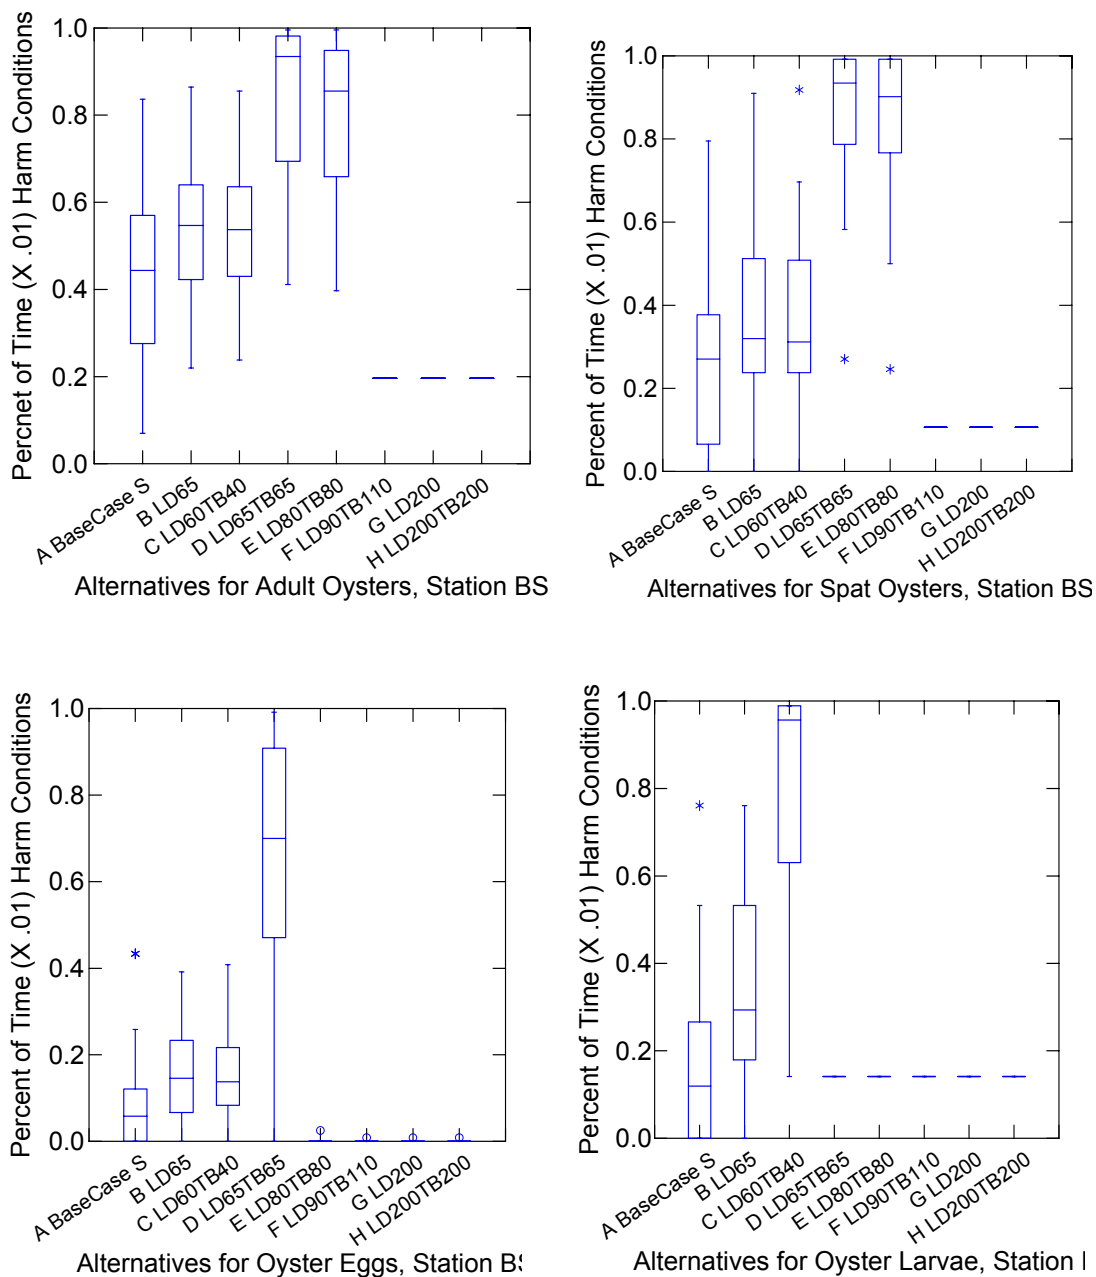 Percnet of Time (X .01) Harm Conditions
1.0
0.8
0.6
0.4
0.2
0.0
A BaseCase S
B LD65
C LD60TB40
D LD65TB65
E LD80TB80
F LD90TB110
G LD200
H LD200TB200
Alternatives for Adult Oysters, Station BS
Percent of Time (X .01) Harm Conditions
1.0
0.8
0.6
0.4
0.2
0.0
A BaseCase S
B LD65
C LD60TB40
D LD65TB65
E LD80TB80
F LD90TB110
G LD200
H LD200TB200
Alternatives for Spat Oysters, Station BS
Percent of Time (X .01) Harm Conditions
1.0
0.8
0.6
0.4
0.2
0.0
A BaseCase S
B LD65
C LD60TB40
D LD65TB65
E LD80TB80
F LD90TB110
G LD200
H LD200TB200
Alternatives for Oyster Eggs, Station BS
Percent of Time (X .01) Harm Conditions
1.0
0.8
0.6
0.4
0.2
0.0
A BaseCase S
B LD65
C LD60TB40
D LD65TB65
E LD80TB80
F LD90TB110
G LD200
H LD200TB200
Alternatives for Oyster Larvae, Station